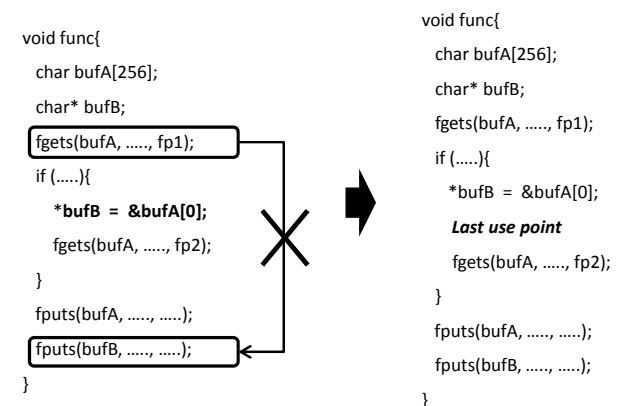 void func{
char bufA[256];
char* bufB;
fgets(bufA, ....., fp1);
if (.....){
*bufB = &bufA[0];
fgets(bufA, ....., fp2);
}
fputs(bufA, ....., .....);
fputs(bufB, ....., .....);
}
void func{
char bufA[256];
char* bufB;
fgets(bufA, ....., fp1);
if (.....){
*bufB = &bufA[0];
Last use point
fgets(bufA, ....., fp2);
}
fputs(bufA, ....., .....);
fputs(bufB, ....., .....);
}